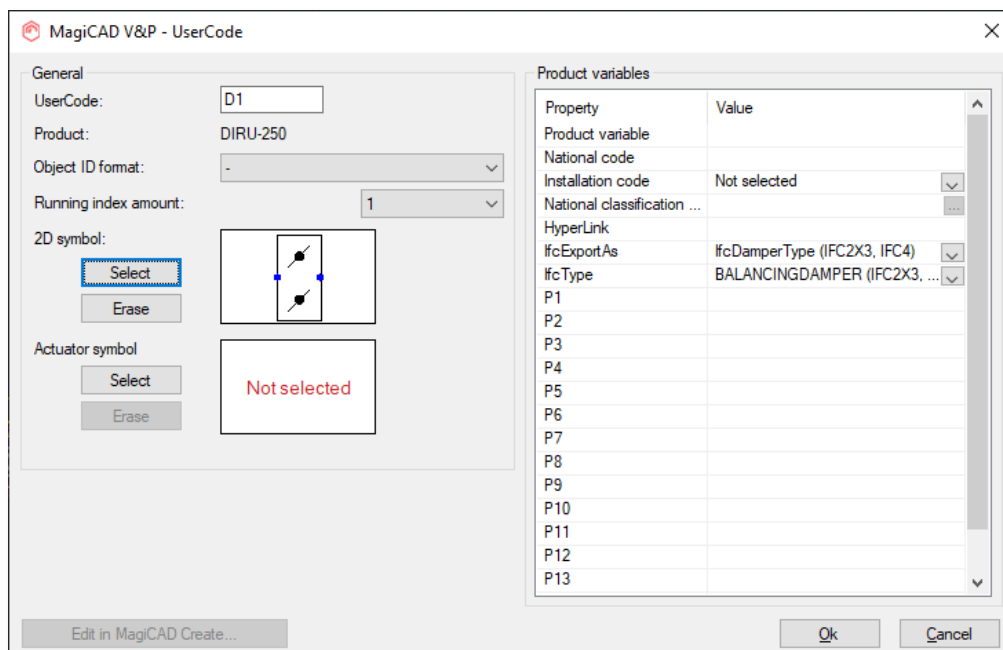 MagiCAD V&P - UserCode
General
UserCode:
D1
Product:
DIRU-250
Object ID format:
-
Running index amount:
1
2D symbol:
Select
Erase
Actuator symbol
Select
Erase
Not selected
Product variables
Property Value
Product variable
National code
Installation code Not selected
National classification ... ...
HyperLink
IfcExportAs IfcDamperType (IFC2X3, IFC4)
IfcType BALANCINGDAMPER (IFC2X3, ...
P1
P2
P3
P4
P5
P6
P7
P8
P9
P10
P11
P12
P13
Edit in MagiCAD Create...
Ok
Cancel